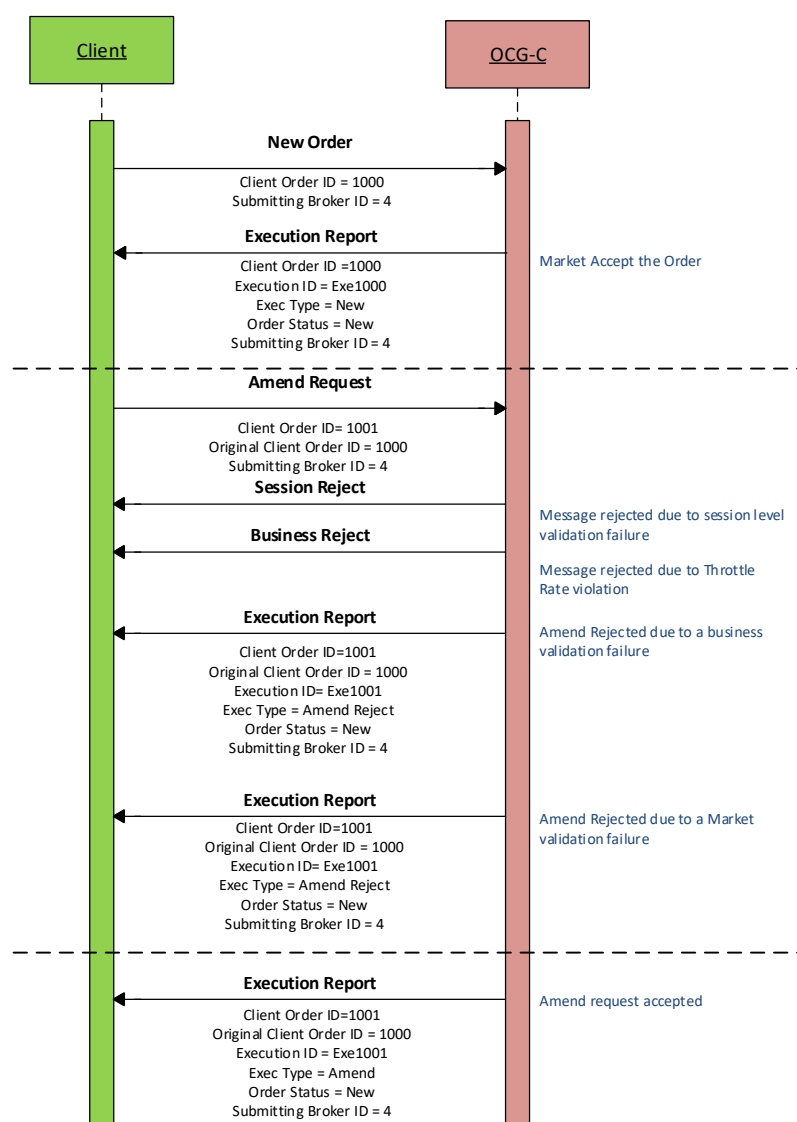 Client
OCG-C
New Order
Client Order ID = 1000
Submitting Broker ID = 4
Execution Report
Market Accept the Order
Client Order ID =1000
Execution ID = Exe1000
Exec Type = New
Order Status = New
Submitting Broker ID = 4
Amend Request
Client Order ID= 1001
Original Client Order ID = 1000
Submitting Broker ID = 4
Session Reject
Message rejected due to session level
validation failure
Business Reject
Message rejected due to Throttle
Rate violation
Execution Report
Amend Rejected due to a business
validation failure
Client Order ID=1001
Original Client Order ID = 1000
Execution ID= Exe1001
Exec Type = Amend Reject
Order Status = New
Submitting Broker ID = 4
Execution Report
Amend Rejected due to a Market
validation failure
Client Order ID=1001
Original Client Order ID = 1000
Execution ID= Exe1001
Exec Type = Amend Reject
Order Status = New
Submitting Broker ID = 4
Execution Report
Amend request accepted
Client Order ID=1001
Original Client Order ID = 1000
Execution ID = Exe1001
Exec Type = Amend
Order Status = New
Submitting Broker ID = 4